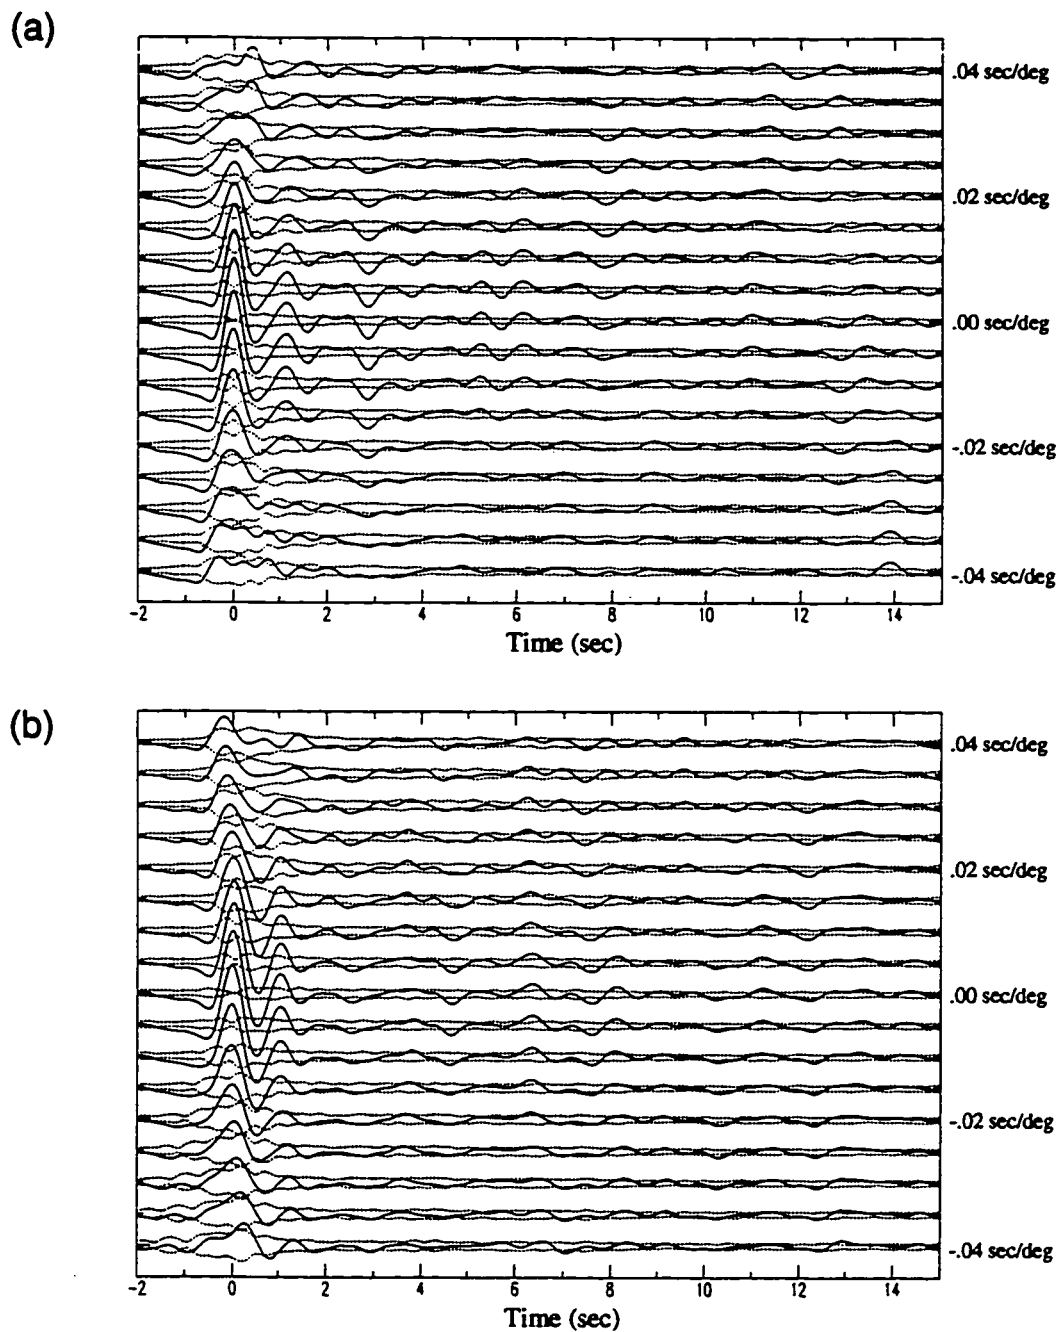 (a)
.04 sec/deg
.02 sec/deg
.00 sec/deg
-.02 sec/deg
-.04 sec/deg
-2 0 2 4 6 8 10 12 14
Time (sec)
(b)
.04 sec/deg
.02 sec/deg
.00 sec/deg
-.02 sec/deg
-.04 sec/deg
-2 0 2 4 6 8 10 12 14
Time (sec)